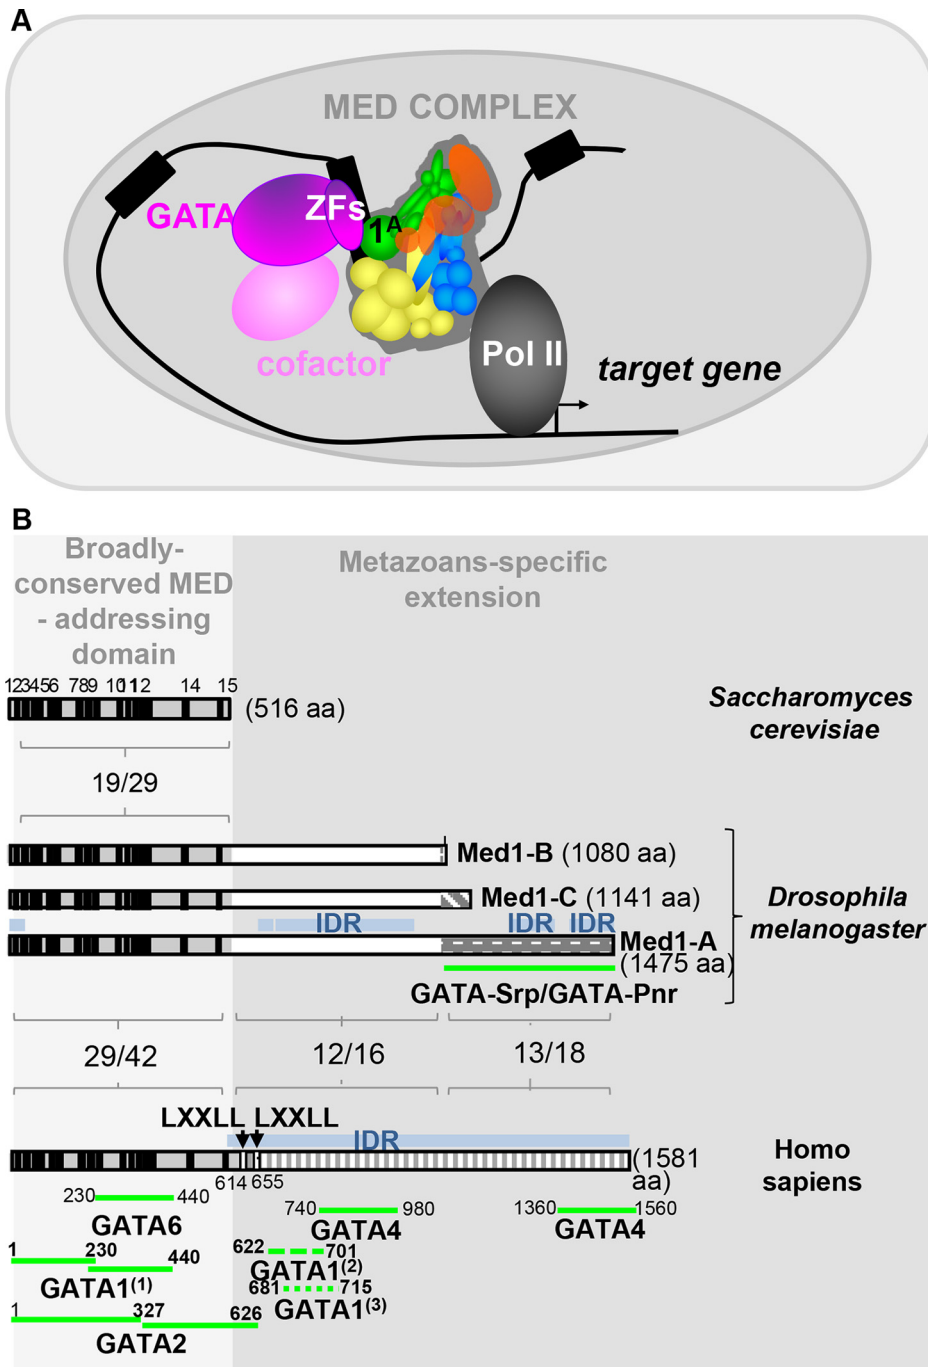 A
MED COMPLEX
GATA
ZFs
1A
cofactor
Pol II
target gene
B
Broadly-
conserved MED
- addressing
domain
Metazoans-specific
extension
123456 789 101112 14 15
(516 aa)
Saccharomyces
cerevisiae
19/29
Med1-B (1080 aa)
Med1-C (1141 aa)
IDR IDR IDR
Med1-A
(1475 aa)
GATA-Srp/GATA-Pnr
Drosophila
melanogaster
29/42 12/16 13/18
LXXLL LXXLL
IDR
(1581
aa)
Homo
sapiens
614 655
230 440
GATA6
740 980
GATA4
1360 1560
GATA4
1 230
440
GATA1(1)
622 701
GATA1(2)
681 715
GATA1(3)
1 327 626
GATA2